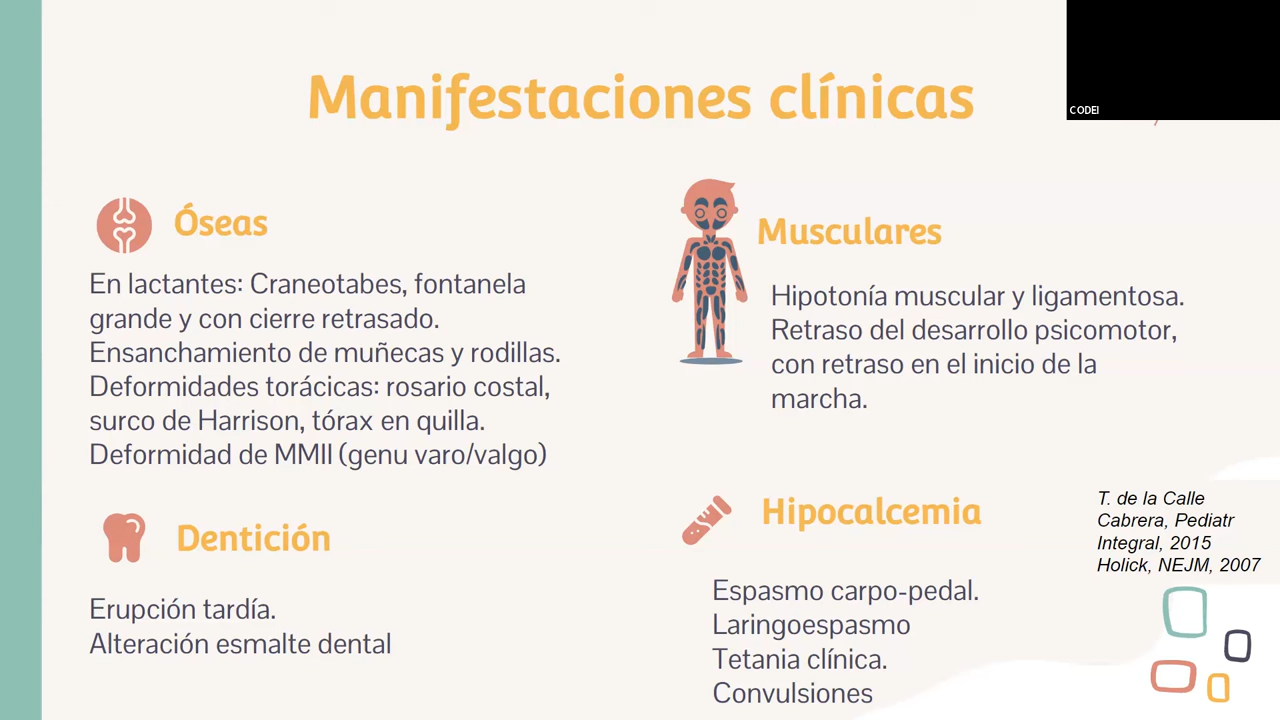 Manifestaciones clínicas
CODEI
Óseas
En lactantes: Craneotabes, fontanela
grande y con cierre retrasado.
Ensanchamiento de muñecas y rodillas.
Deformidades torácicas: rosario costal,
surco de Harrison, tórax en quilla.
Deformidad de MMII (genu varo/valgo)
Musculares
Hipotonía muscular y ligamentosa.
Retraso del desarrollo psicomotor,
con retraso en el inicio de la
marcha.
Dentición
Erupción tardía.
Alteración esmalte dental
Hipocalcemia
Espasmo carpo-pedal.
Laringoespasmo
Tetania clínica.
Convulsiones
T. de la Calle
Cabrera, Pediatr
Integral, 2015
Holick, NEJM, 2007